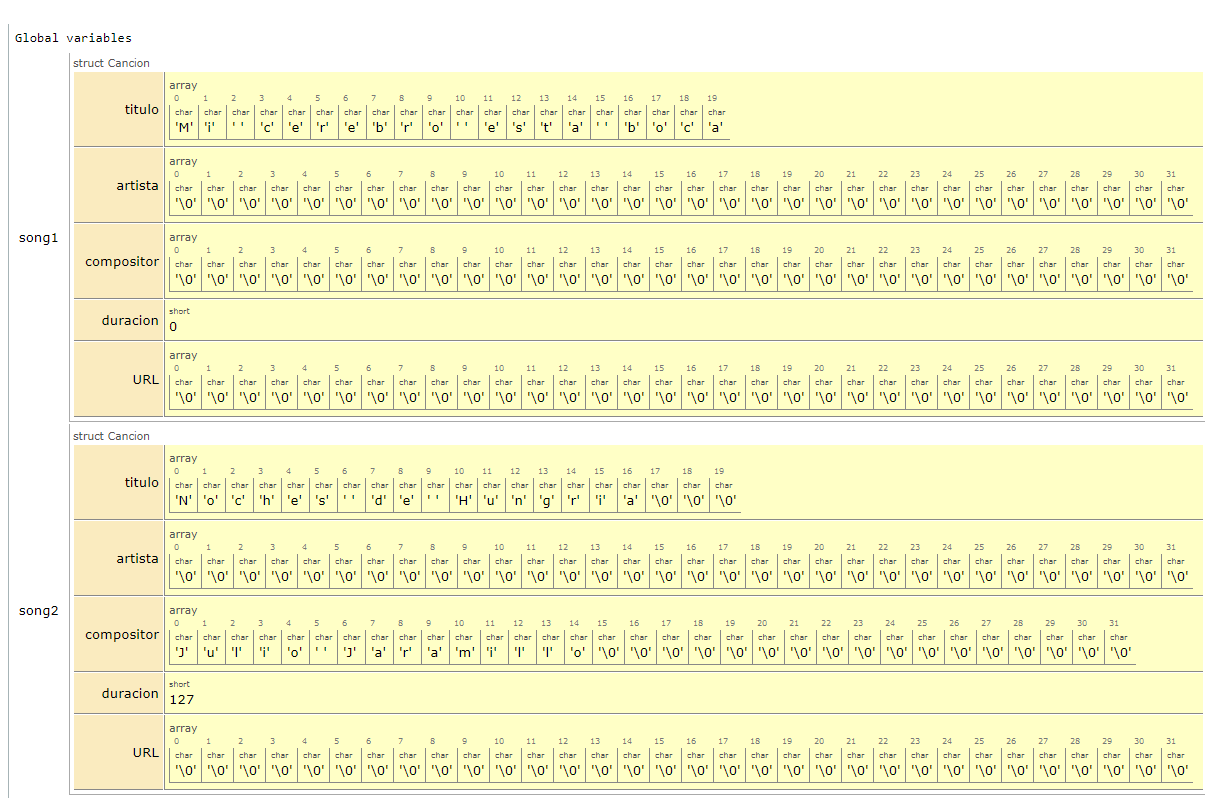 Global variables
struct Cancion
array
0 1 2 3 4 5 6 7 8 9 10 11 12 13 14 15 16 17 18 19
char char char char char char char char char char char char char char char char char char char char
titulo 'M' 'i' ' ' 'c' 'e' 'r' 'e' 'b' 'r' 'o' ' ' 'e' 's' 't' 'a' ' ' 'b' 'o' 'c' 'a'
array
0 1 2 3 4 5 6 7 8 9 10 11 12 13 14 15 16 17 18 19 20 21 22 23 24 25 26 27 28 29 30 31
char char char char char char char char char char char char char char char char char char char char char char char char char char char char char char char char
artista '\0' '\0' '\0' '\0' '\0' '\0' '\0' '\0' '\0' '\0' '\0' '\0' '\0' '\0' '\0' '\0' '\0' '\0' '\0' '\0' '\0' '\0' '\0' '\0' '\0' '\0' '\0' '\0' '\0' '\0' '\0' '\0'
song1
array
0 1 2 3 4 5 6 7 8 9 10 11 12 13 14 15 16 17 18 19 20 21 22 23 24 25 26 27 28 29 30 31
char char char char char char char char char char char char char char char char char char char char char char char char char char char char char char char char
compositor '\0' '\0' '\0' '\0' '\0' '\0' '\0' '\0' '\0' '\0' '\0' '\0' '\0' '\0' '\0' '\0' '\0' '\0' '\0' '\0' '\0' '\0' '\0' '\0' '\0' '\0' '\0' '\0' '\0' '\0' '\0' '\0'
short
duracion 0
array
0 1 2 3 4 5 6 7 8 9 10 11 12 13 14 15 16 17 18 19 20 21 22 23 24 25 26 27 28 29 30 31
char char char char char char char char char char char char char char char char char char char char char char char char char char char char char char char char
URL '\0' '\0' '\0' '\0' '\0' '\0' '\0' '\0' '\0' '\0' '\0' '\0' '\0' '\0' '\0' '\0' '\0' '\0' '\0' '\0' '\0' '\0' '\0' '\0' '\0' '\0' '\0' '\0' '\0' '\0' '\0' '\0'
struct Cancion
array
0 1 2 3 4 5 6 7 8 9 10 11 12 13 14 15 16 17 18 19
char char char char char char char char char char char char char char char char char char char char
titulo 'N' 'o' 'c' 'h' 'e' 's' ' ' 'd' 'e' ' ' 'H' 'u' 'n' 'g' 'r' 'i' 'a' '\0' '\0' '\0'
array
0 1 2 3 4 5 6 7 8 9 10 11 12 13 14 15 16 17 18 19 20 21 22 23 24 25 26 27 28 29 30 31
char char char char char char char char char char char char char char char char char char char char char char char char char char char char char char char char
artista '\0' '\0' '\0' '\0' '\0' '\0' '\0' '\0' '\0' '\0' '\0' '\0' '\0' '\0' '\0' '\0' '\0' '\0' '\0' '\0' '\0' '\0' '\0' '\0' '\0' '\0' '\0' '\0' '\0' '\0' '\0' '\0'
song2
array
0 1 2 3 4 5 6 7 8 9 10 11 12 13 14 15 16 17 18 19 20 21 22 23 24 25 26 27 28 29 30 31
char char char char char char char char char char char char char char char char char char char char char char char char char char char char char char char char
compositor 'J' 'u' 'l' 'i' 'o' ' ' 'J' 'a' 'r' 'a' 'm' 'i' 'l' 'l' 'o' '\0' '\0' '\0' '\0' '\0' '\0' '\0' '\0' '\0' '\0' '\0' '\0' '\0' '\0' '\0' '\0' '\0'
short
duracion 127
array
0 1 2 3 4 5 6 7 8 9 10 11 12 13 14 15 16 17 18 19 20 21 22 23 24 25 26 27 28 29 30 31
char char char char char char char char char char char char char char char char char char char char char char char char char char char char char char char char
URL '\0' '\0' '\0' '\0' '\0' '\0' '\0' '\0' '\0' '\0' '\0' '\0' '\0' '\0' '\0' '\0' '\0' '\0' '\0' '\0' '\0' '\0' '\0' '\0' '\0' '\0' '\0' '\0' '\0' '\0' '\0' '\0'